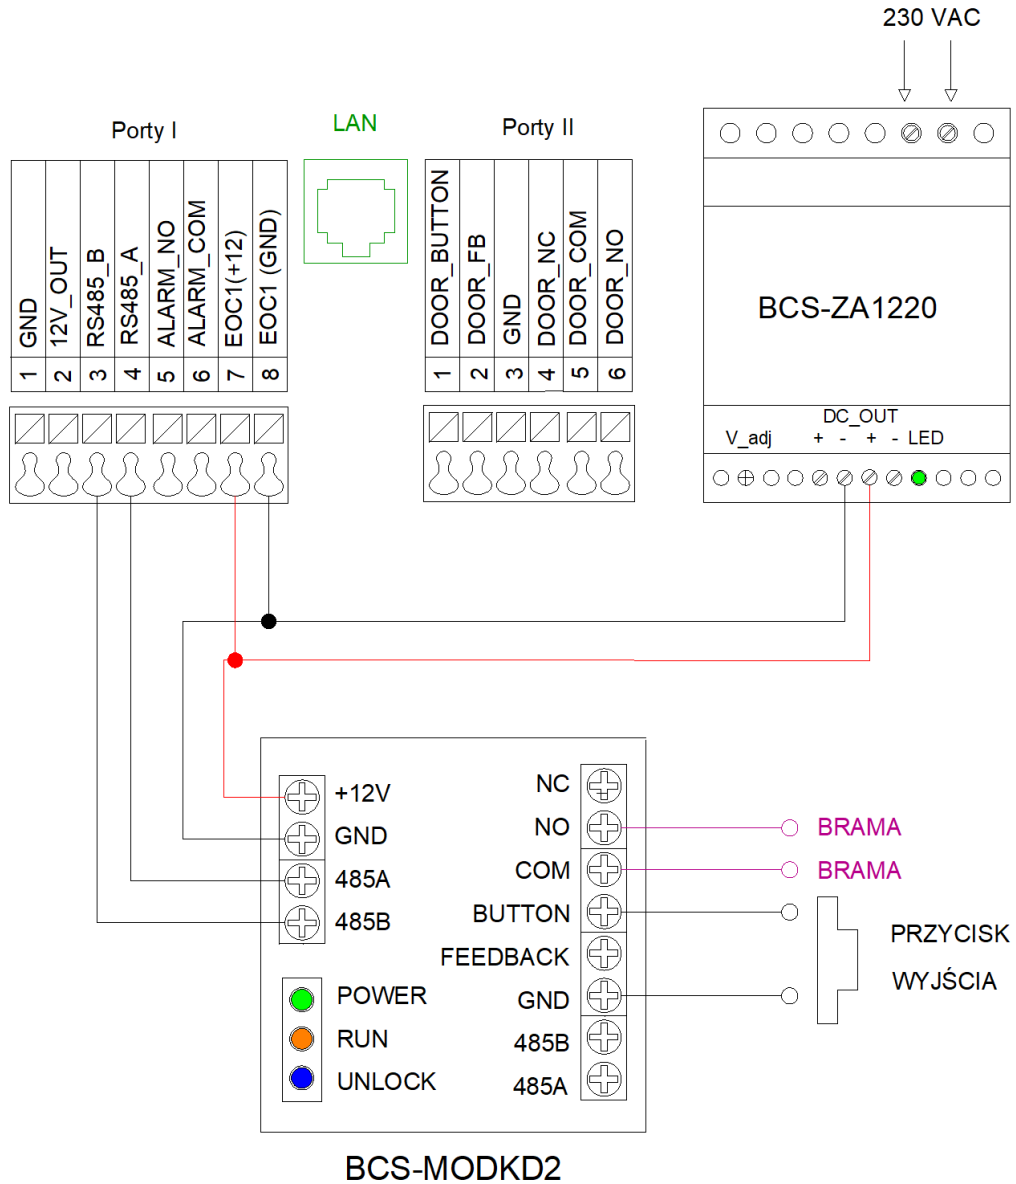 230 VAC
Porty I
LAN
Porty II
GND
12V_OUT
RS485_B
RS485_A
ALARM_NO
ALARM_COM
EOC1(+12)
EOC1 (GND)
1
2
3
4
5
6
7
8
DOOR_BUTTON
DOOR_FB
GND
DOOR_NC
DOOR_COM
DOOR_NO
1
2
3
4
5
6
BCS-ZA1220
DC_OUT
V_adj + - + - LED
+12V
GND
485A
485B
POWER
RUN
UNLOCK
NC
NO
COM
BUTTON
FEEDBACK
GND
485B
485A
BRAMA
BRAMA
PRZYCISK
WYJŚCIA
BCS-MODKD2